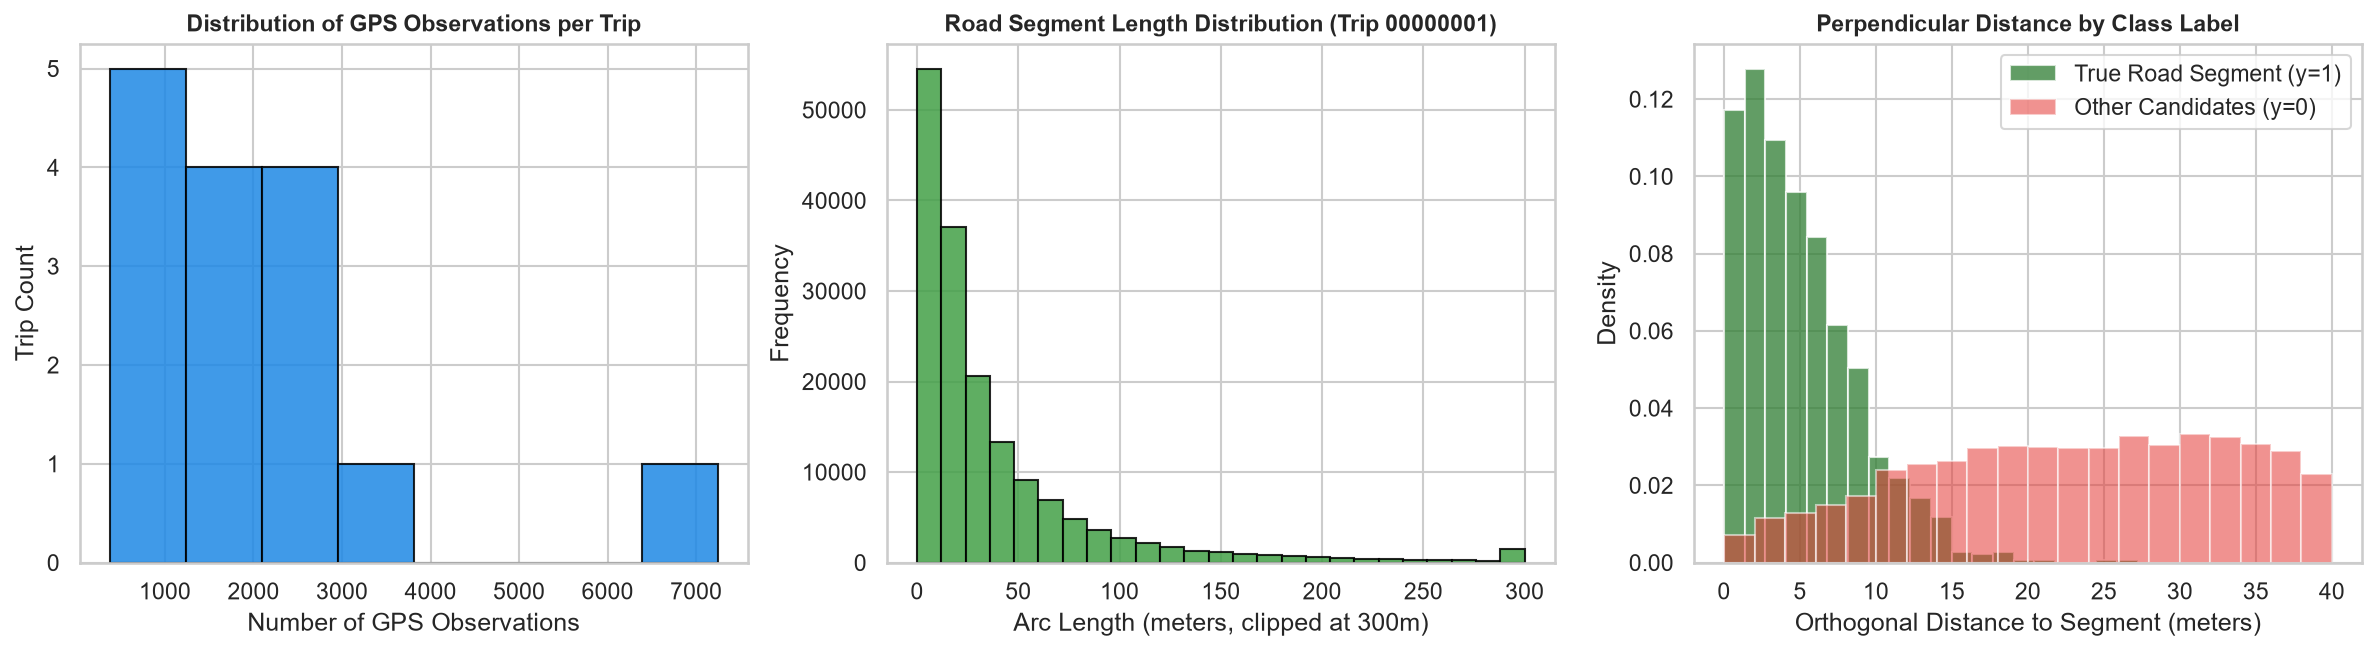 Distribution of GPS Observations per Trip
5
4
3
2
1
0
Trip Count
1000 2000 3000 4000 5000 6000 7000
Number of GPS Observations
Road Segment Length Distribution (Trip 00000001)
50000
40000
30000
20000
10000
0
Frequency
0 50 100 150 200 250 300
Arc Length (meters, clipped at 300m)
Perpendicular Distance by Class Label
True Road Segment (y=1)
Other Candidates (y=0)
0.12
0.10
0.08
0.06
0.04
0.02
0.00
Density
0 5 10 15 20 25 30 35 40
Orthogonal Distance to Segment (meters)